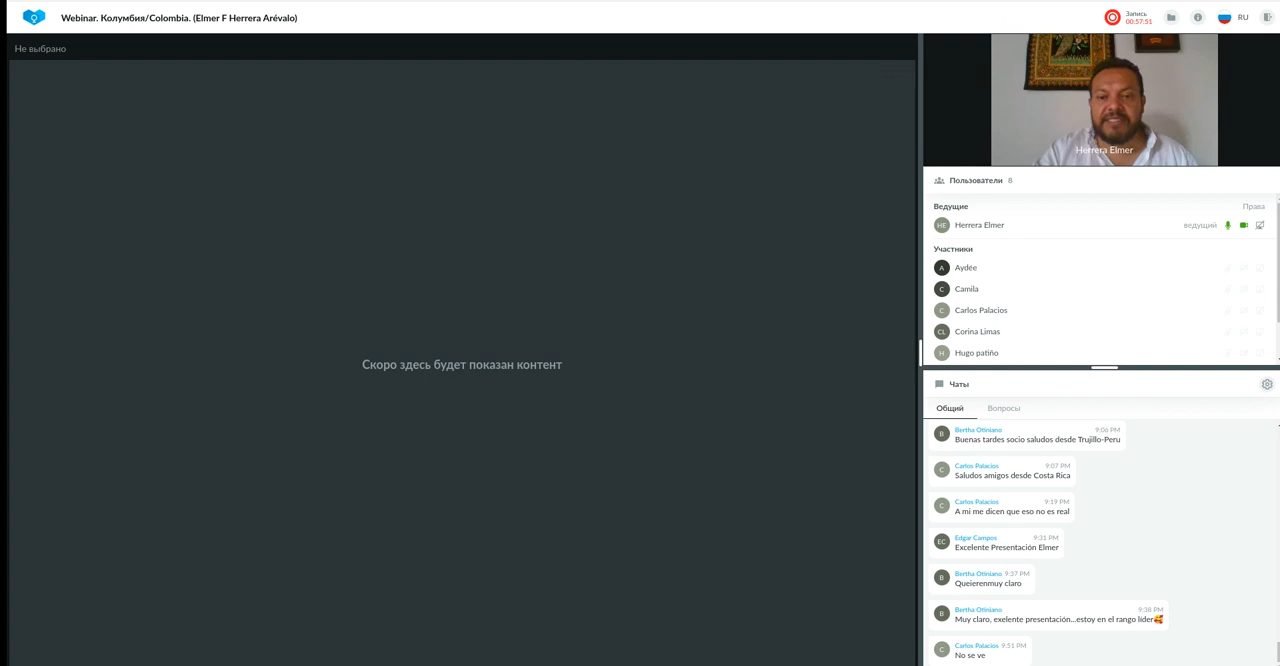 Webinar. Колумбия/Colombia. (Elmer F Herrera Arévalo)
Запись
00:57:51
RU
Не выбрано
Скоро здесь будет показан контент
Herrera Elmer
Пользователи 8
Ведущие Права
HE Herrera Elmer ведущий
Участники
A Aydée
C Camila
C Carlos Palacios
CL Corina Limas
H Hugo patiño
Чаты
Общий Вопросы
B Bertha Otiniano 9:06 PM
Buenas tardes socio saludos desde Trujillo-Peru
C Carlos Palacios 9:07 PM
Saludos amigos desde Costa Rica
C Carlos Palacios 9:19 PM
A mi me dicen que eso no es real
EC Edgar Campos 9:31 PM
Excelente Presentación Elmer
B Bertha Otiniano 9:37 PM
Queierenmuy claro
B Bertha Otiniano 9:38 PM
Muy claro, exelente presentación...estoy en el rango líder🥰
C Carlos Palacios 9:51 PM
No se ve